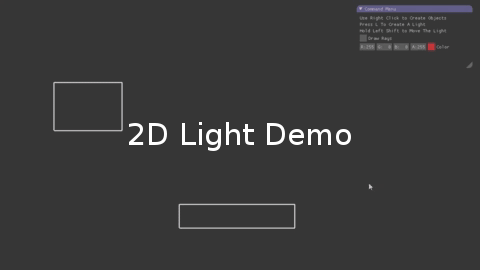 Command Menu
Use Right Click to Create Objects
Press L To Create A Light
Hold Left Shift to Move The Light
Draw Rays
R:255 G:  0 B:  0 A:255 Color
2D Light Demo